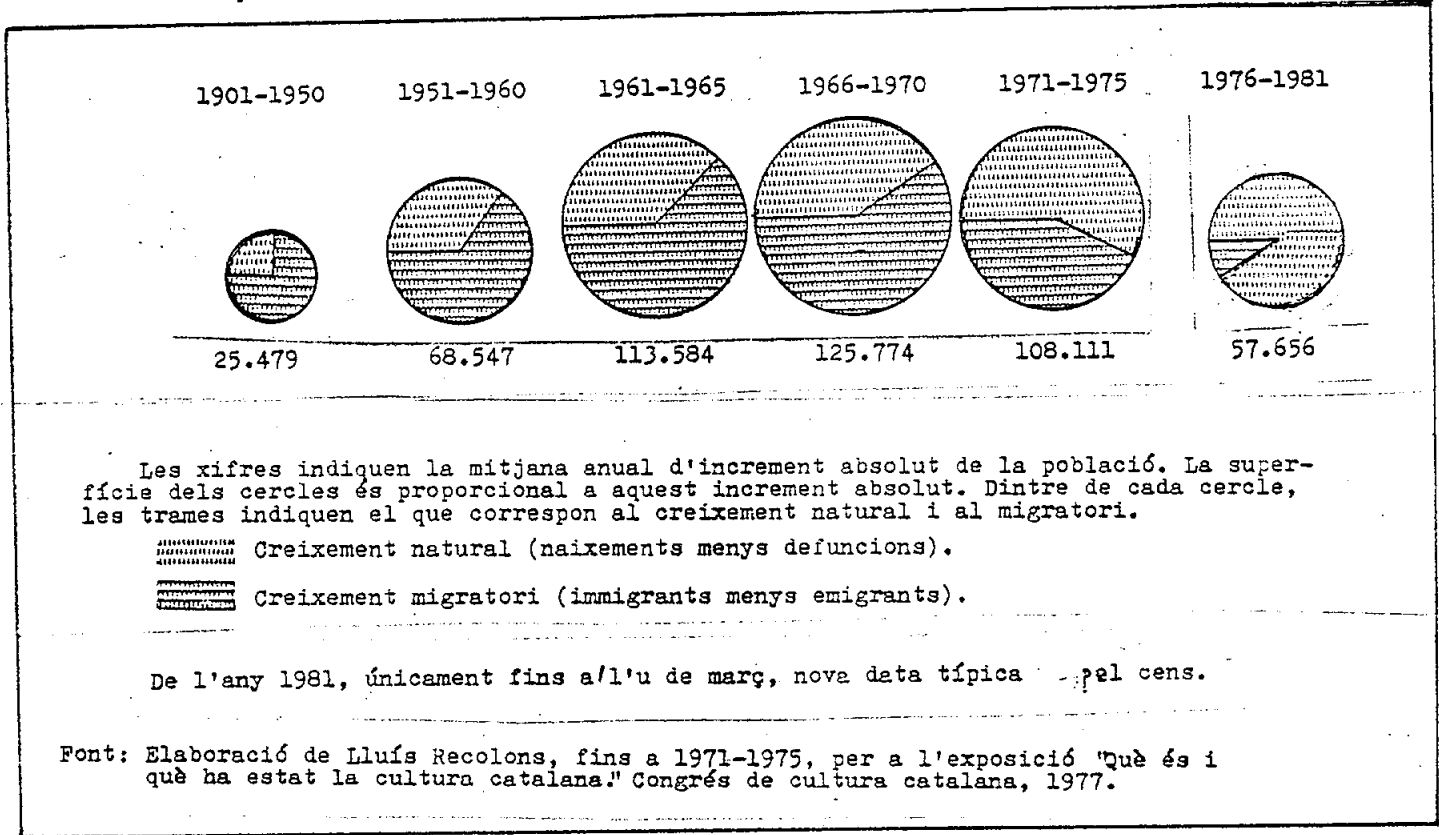 1901-1950 1951-1960 1961-1965 1966-1970 1971-1975 1976-1981
25.479 68.547 113.584 125.774 108.111 57.656
Les xifres indiquen la mitjana anual d'increment absolut de la població. La super-
fície dels cercles és proporcional a aquest increment absolut. Dintre de cada cercle,
les trames indiquen el que correspon al creixement natural i al migratori.
Creixement natural (naixements menys defuncions).
Creixement migratori (immigrants menys emigrants).
De l'any 1981, únicament fins a l'u de març, nova data típica pel cens.
Font: Elaboració de Lluís Recolons, fins a 1971-1975, per a l'exposició "Què és i
què ha estat la cultura catalana." Congrés de cultura catalana, 1977.